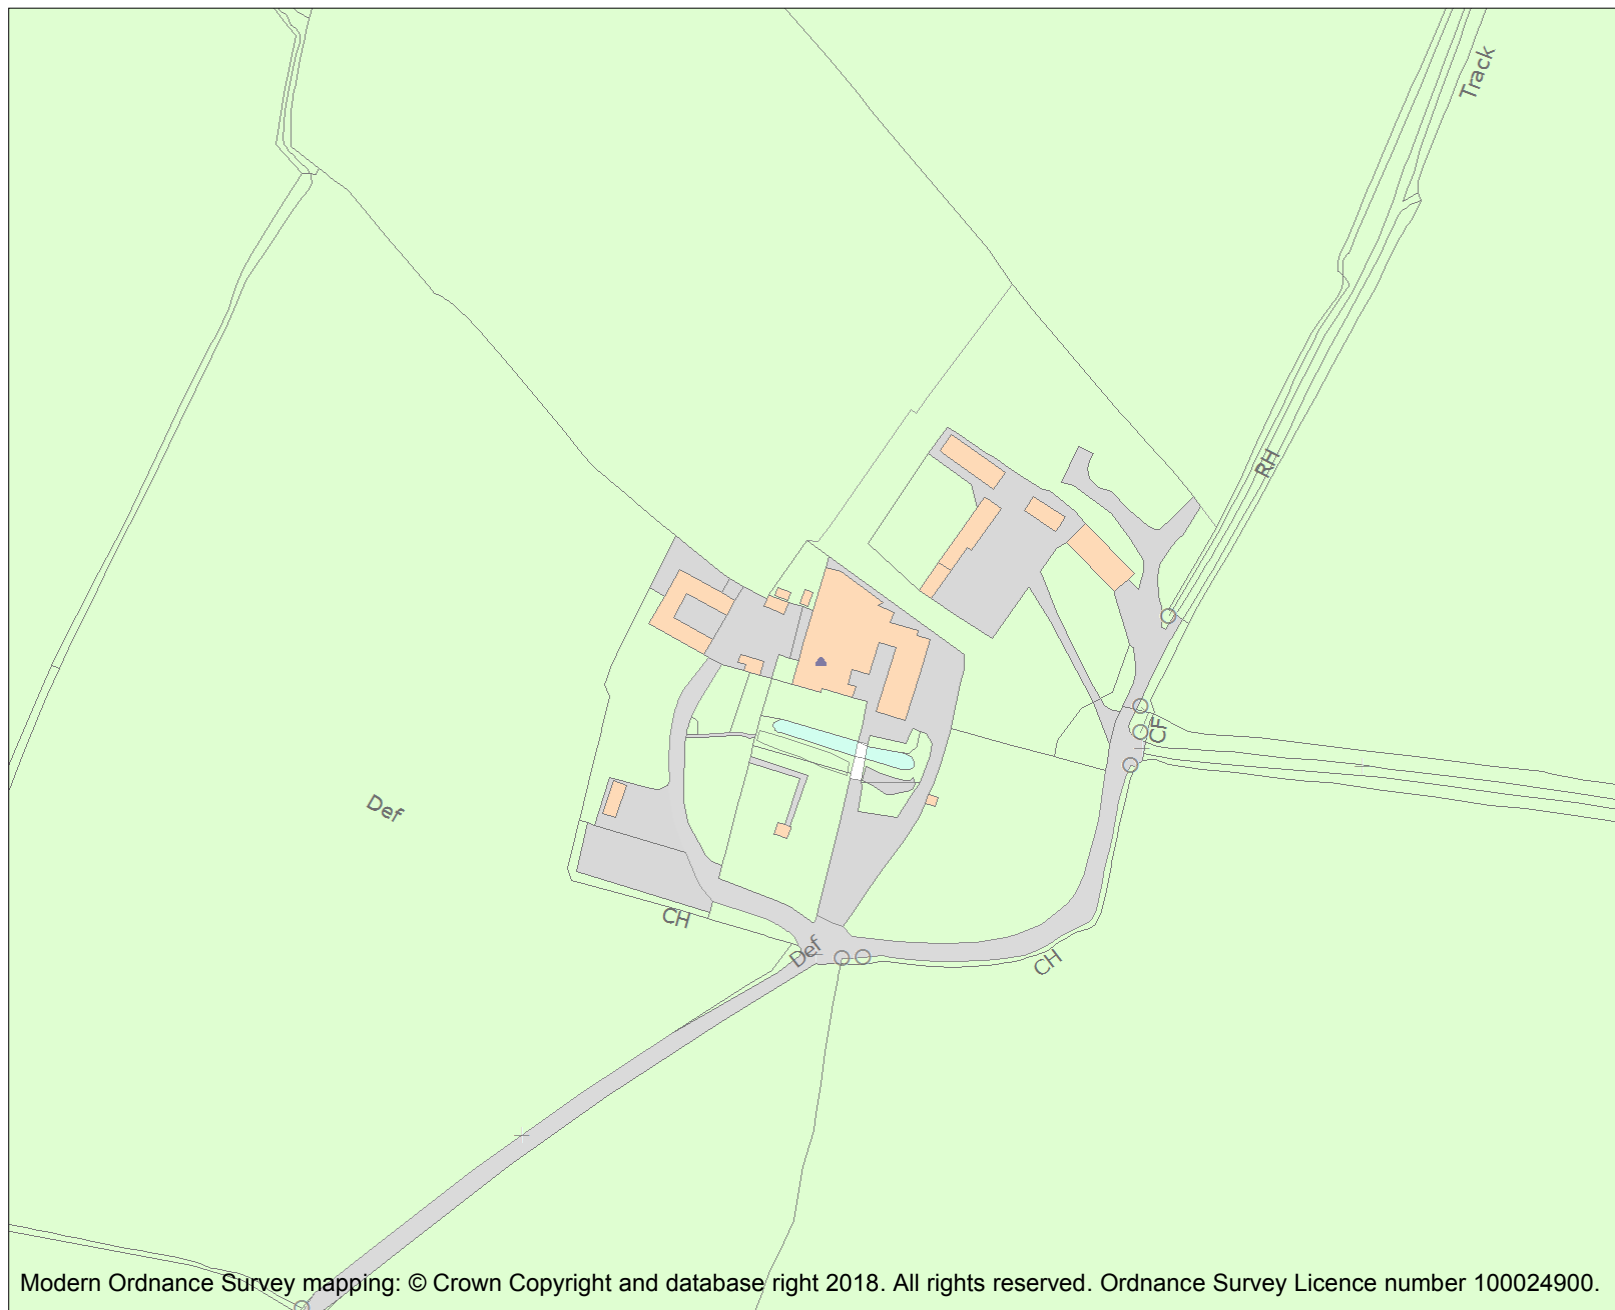 Track
RH
CF
Def
CH
Def
CH
Modern Ordnance Survey mapping: © Crown Copyright and database right 2018. All rights reserved. Ordnance Survey Licence number 100024900.